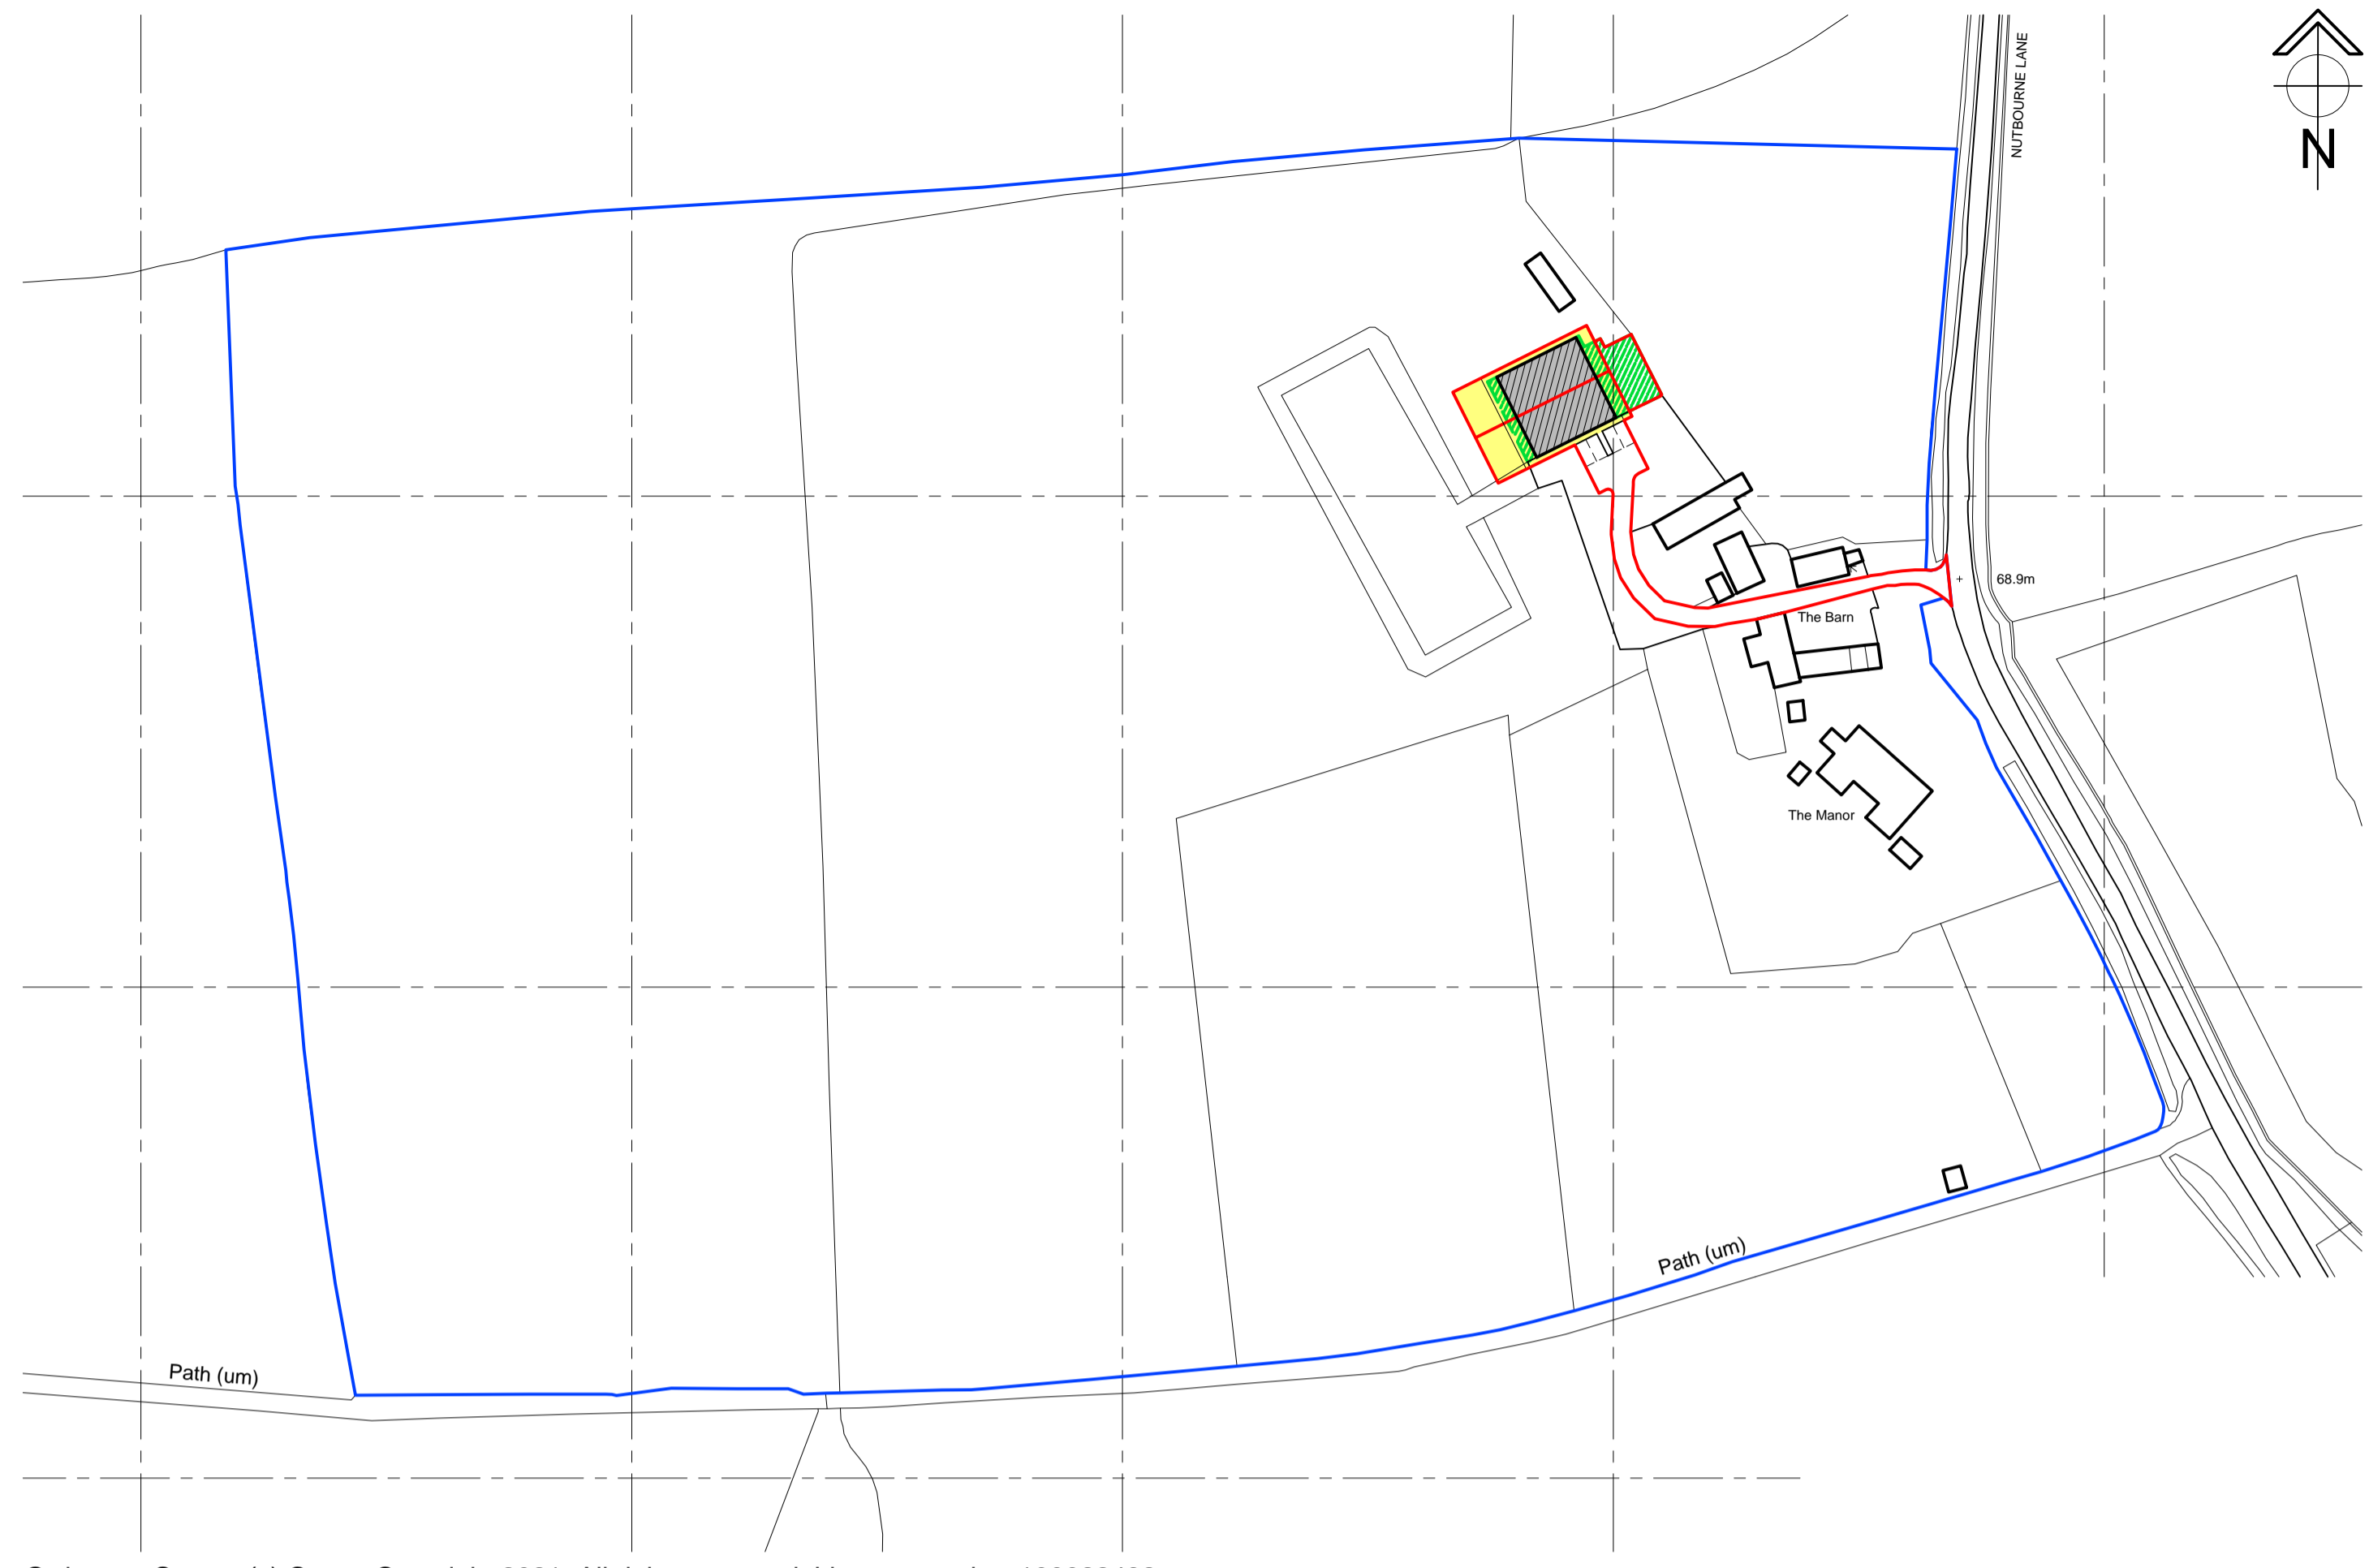 NUTBOURNE LANE
N
68.9m
The Barn
The Manor
Path (um)
Path (um)